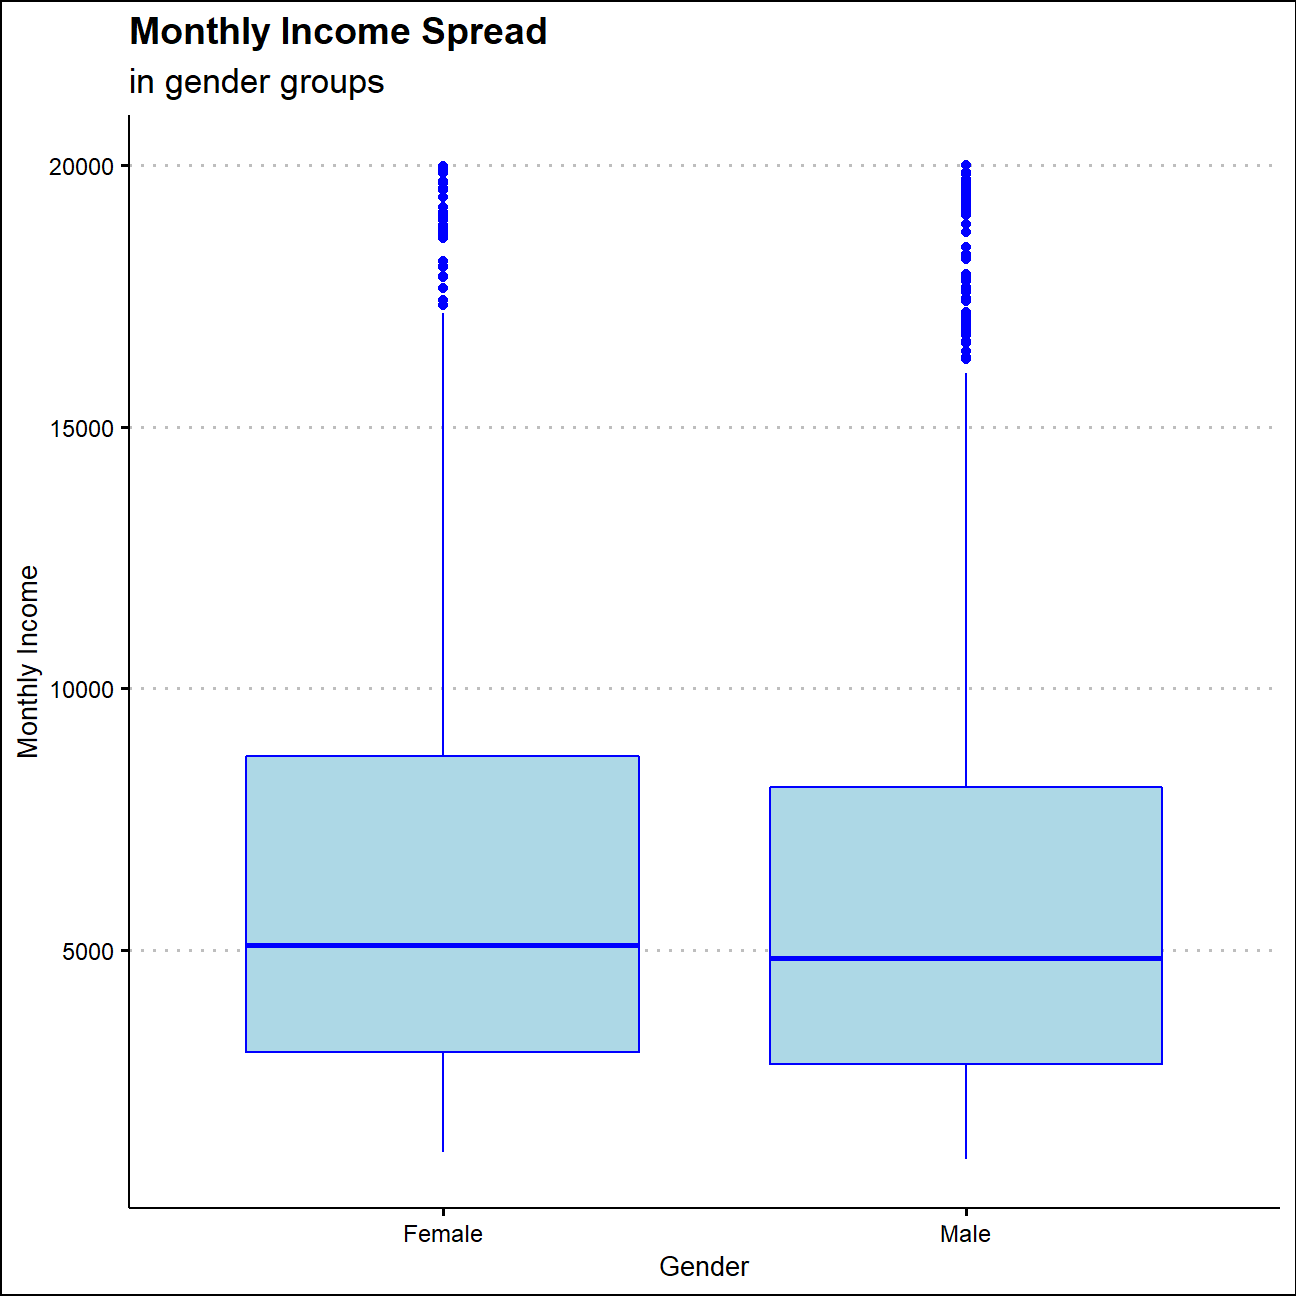 Monthly Income Spread
in gender groups
20000
15000
10000
5000
Monthly Income
Female
Male
Gender